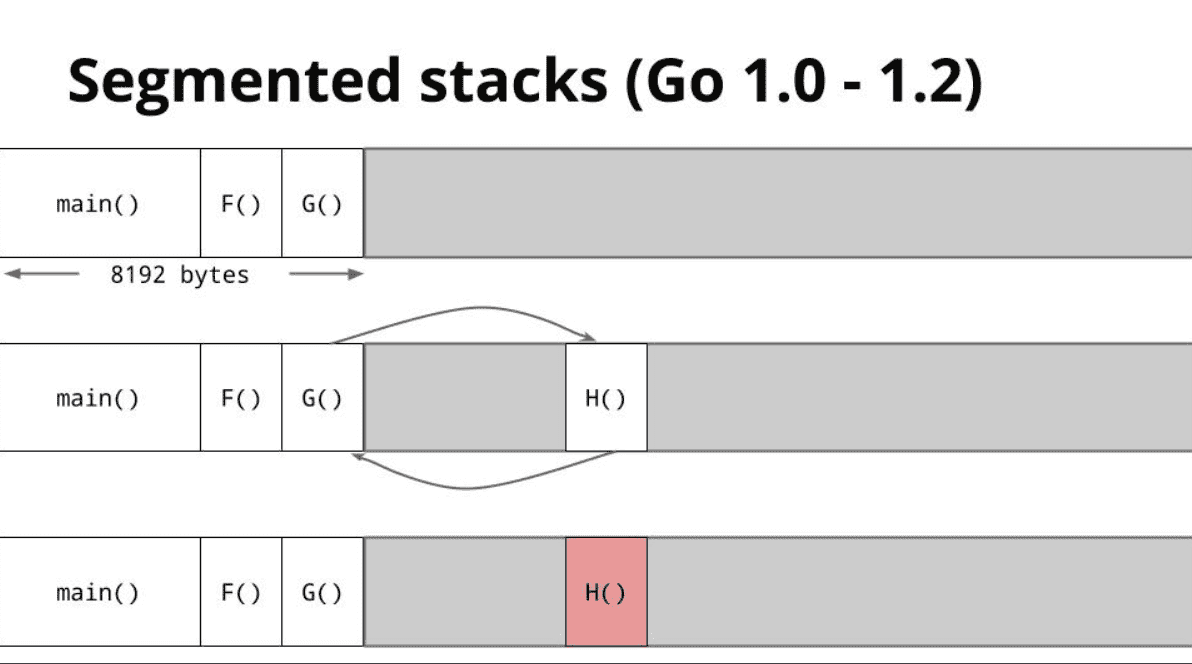 Segmented stacks (Go 1.0 - 1.2)
main() F() G()
8192 bytes
main() F() G() H()
main() F() G() H()